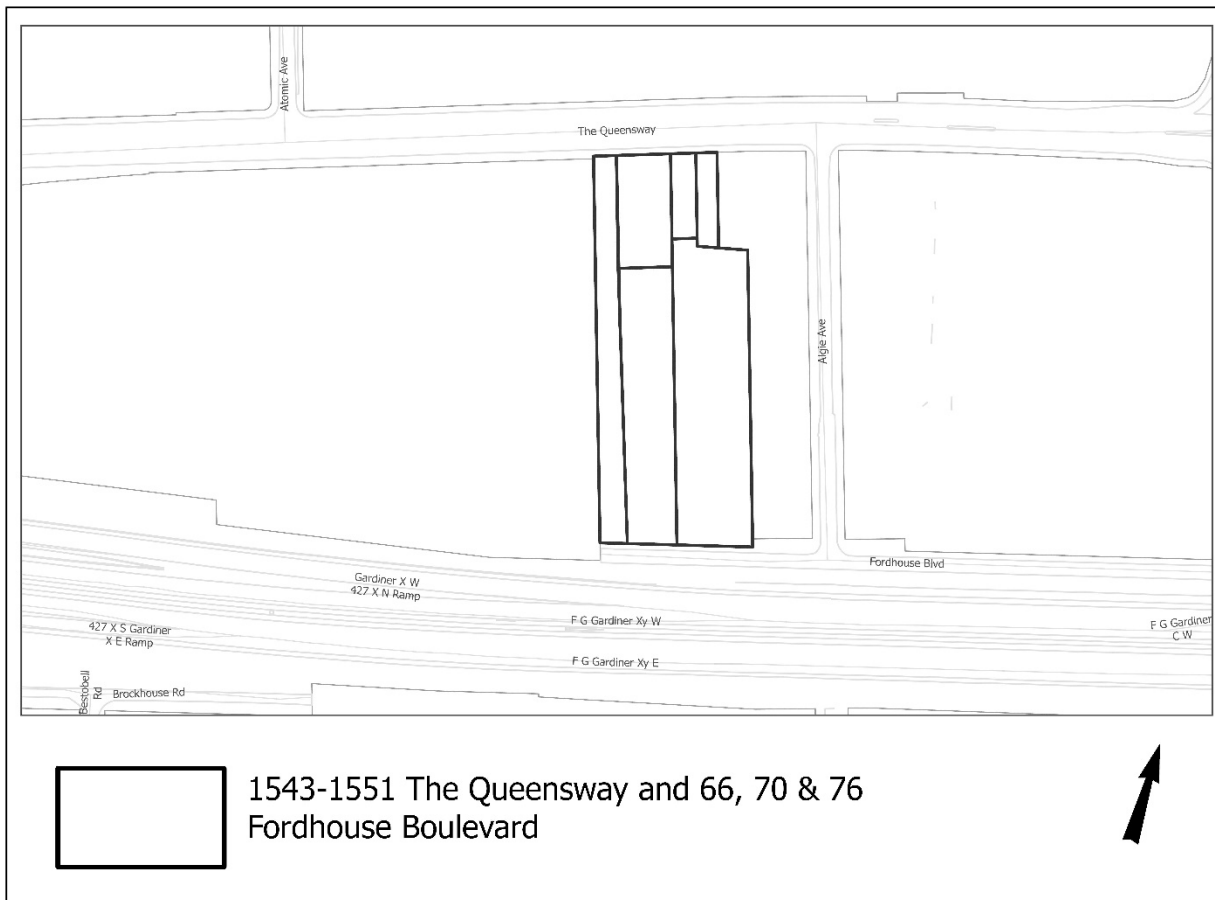 Atomic Ave
The Queensway
Algie Ave
Fordhouse Blvd
Gardiner X W
427 X N Ramp
F G Gardiner Xy W
F G Gardiner
C W
427 X S Gardiner
X E Ramp
F G Gardiner Xy E
Bestobell
Rd
Brockhouse Rd
1543-1551 The Queensway and 66, 70 & 76
Fordhouse Boulevard